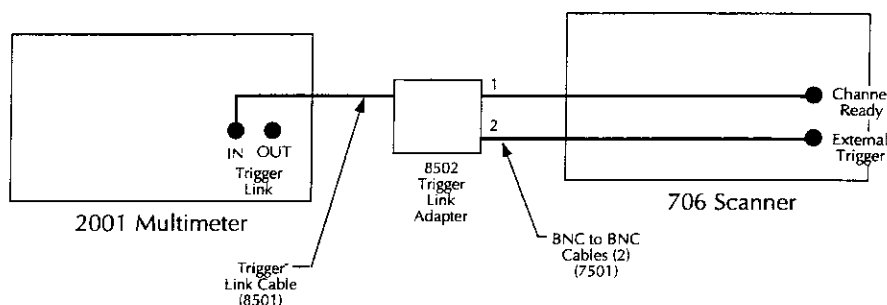 1
2
Channel
Ready
External
Trigger
IN OUT
Trigger
Link
8502
Trigger
Link
Adapter
2001 Multimeter
706 Scanner
Trigger
Link Cable
(8501)
BNC to BNC
Cables (2)
(7501)